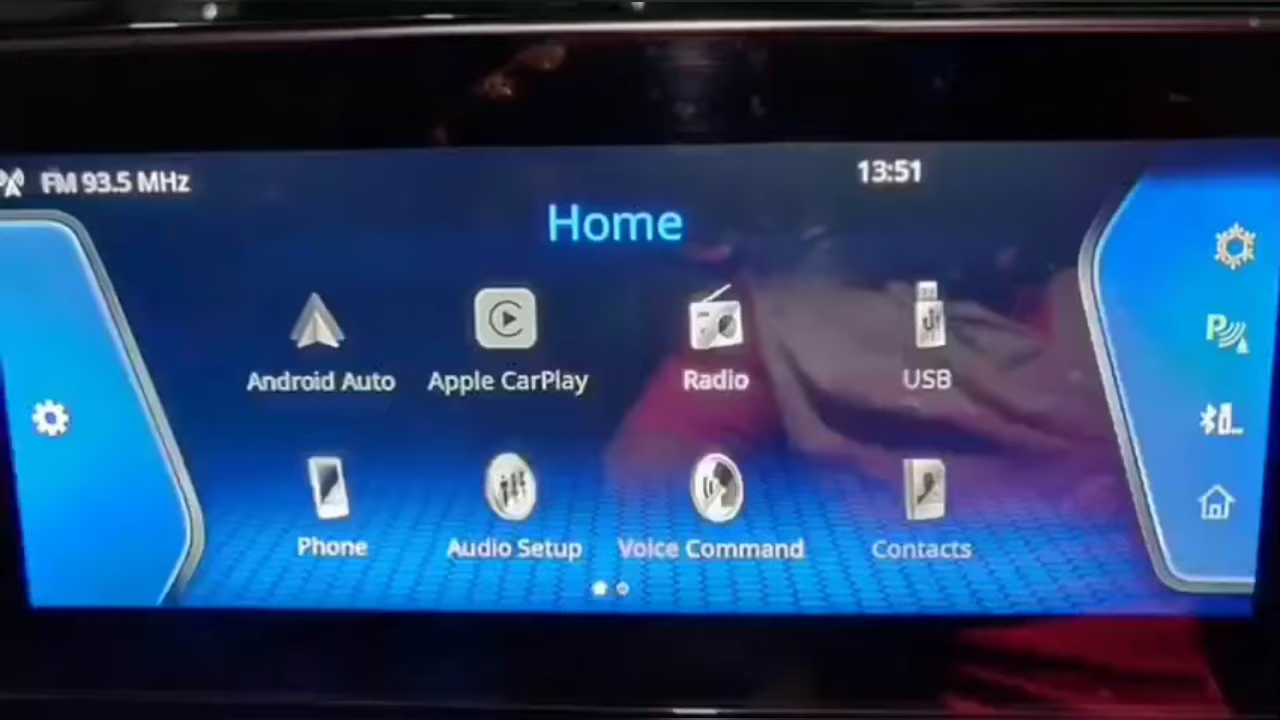 FM 93.5 MHz
13:51
Home
Android Auto
Apple CarPlay
Radio
USB
P
Phone
Audio Setup
Voice Command
Contacts